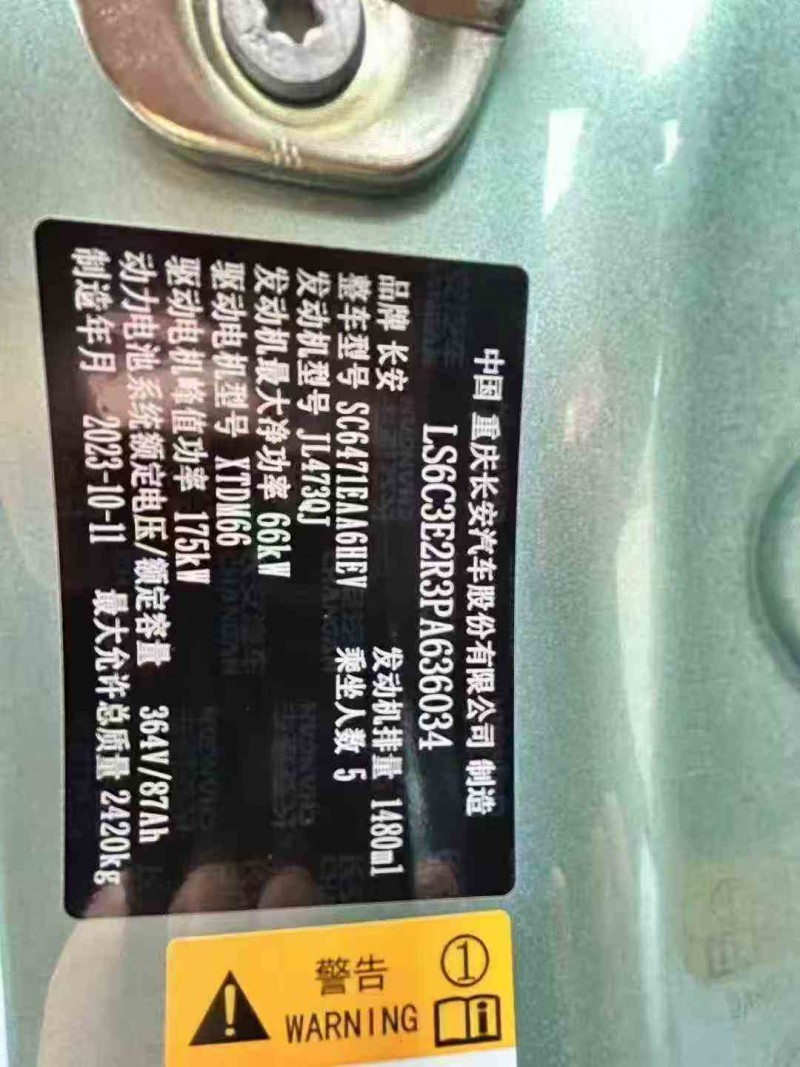 中国 重庆长安汽车股份有限公司 制造
LS6C3E2R3PA636034
品牌 长安
发动机排量 1480ml
整车型号 SC6471EAA6HEV
乘坐人数 5
发动机型号 JL473QJ
发动机最大净功率 66kW
驱动电机型号 XTDM66
驱动电机峰值功率 175kW
动力电池系统额定电压/额定容量 364V/87Ah
制造年月 2023-10-11
最大允许总质量 2420kg
①
警告
WARNING